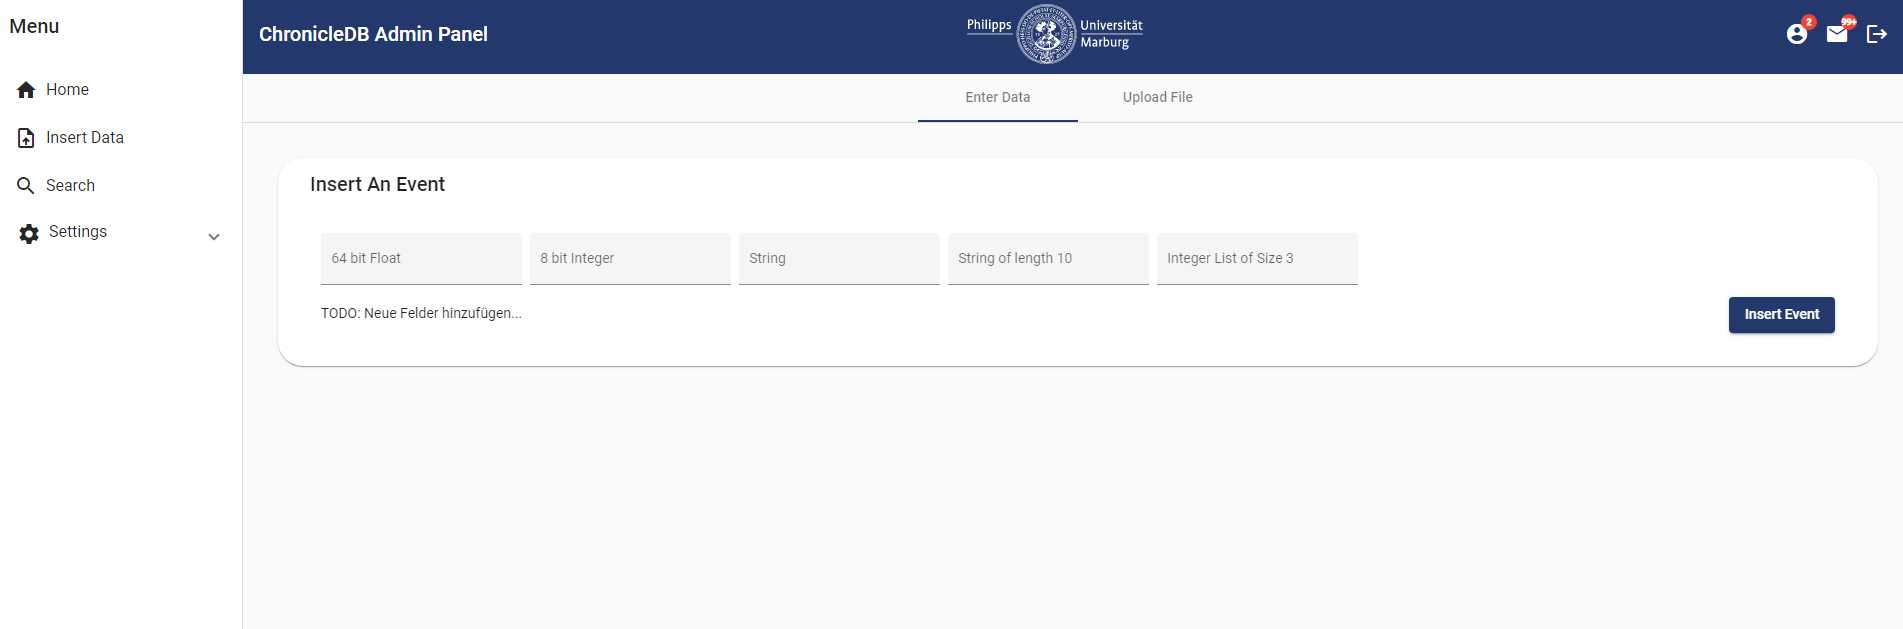 Menu
Home
Insert Data
Search
Settings
ChronicleDB Admin Panel
Philipps
Universität
Marburg
2
99+
Enter Data
Upload File
Insert An Event
64 bit Float
8 bit Integer
String
String of length 10
Integer List of Size 3
TODO: Neue Felder hinzufügen...
Insert Event